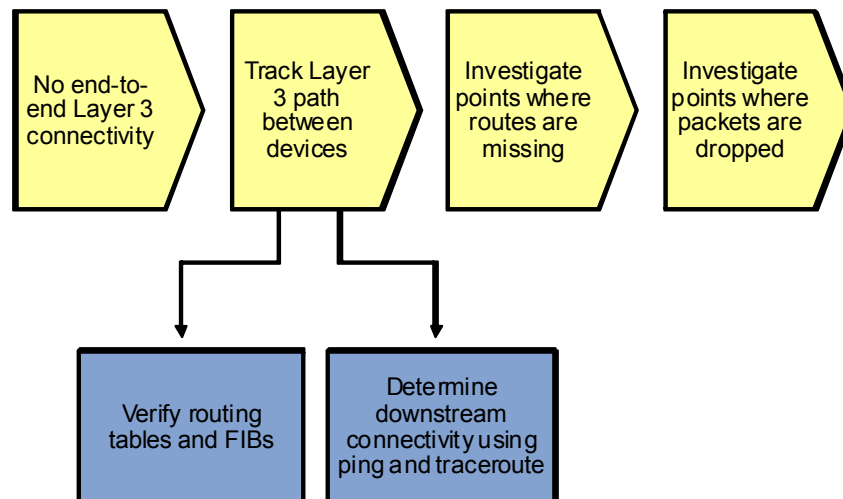 No end-to-
end Layer 3
connectivity
Track Layer
3 path
between
devices
Investigate
points where
routes are
missing
Investigate
points where
packets are
dropped
Verify routing
tables and FIBs
Determine
downstream
connectivity using
ping and traceroute